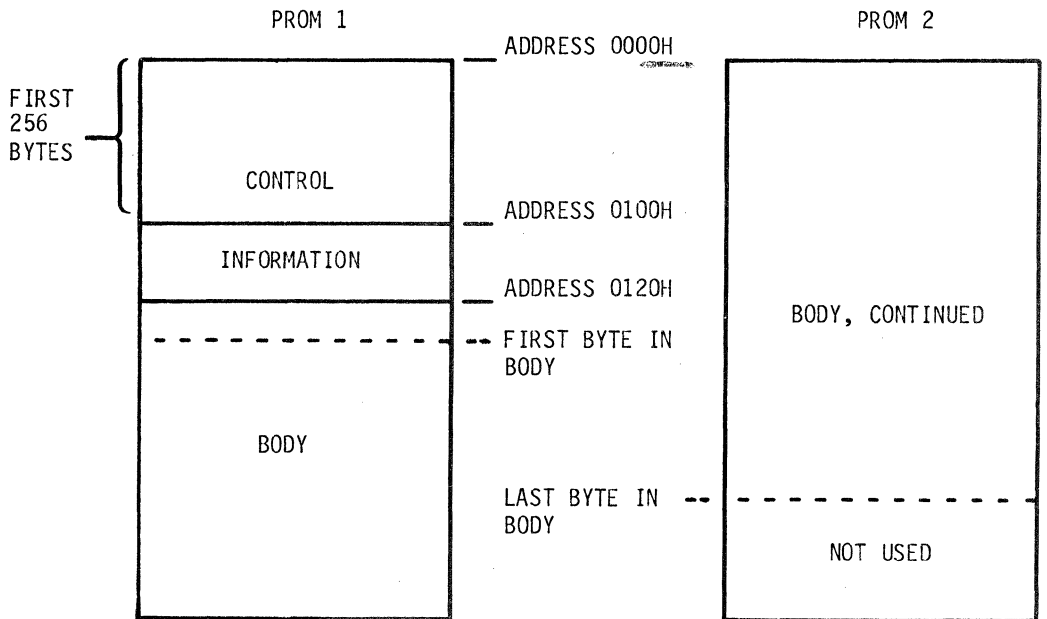 PROM 1
PROM 2
ADDRESS 0000H
FIRST
256
BYTES
CONTROL
ADDRESS 0100H
INFORMATION
ADDRESS 0120H
BODY, CONTINUED
FIRST BYTE IN
BODY
BODY
LAST BYTE IN
BODY
NOT USED